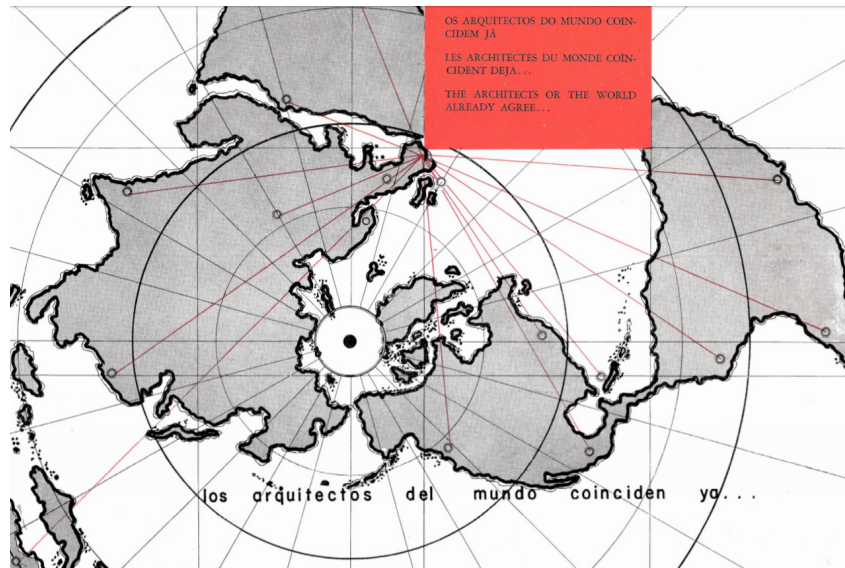 OS ARQUITECTOS DO MUNDO COIN-
CIDEM JÁ
LES ARCHITECTES DU MONDE COÏN-
CIDENT DEJA...
THE ARCHITECTS OR THE WORLD
ALREADY AGREE...
los arquitectos del mundo coinciden ya...